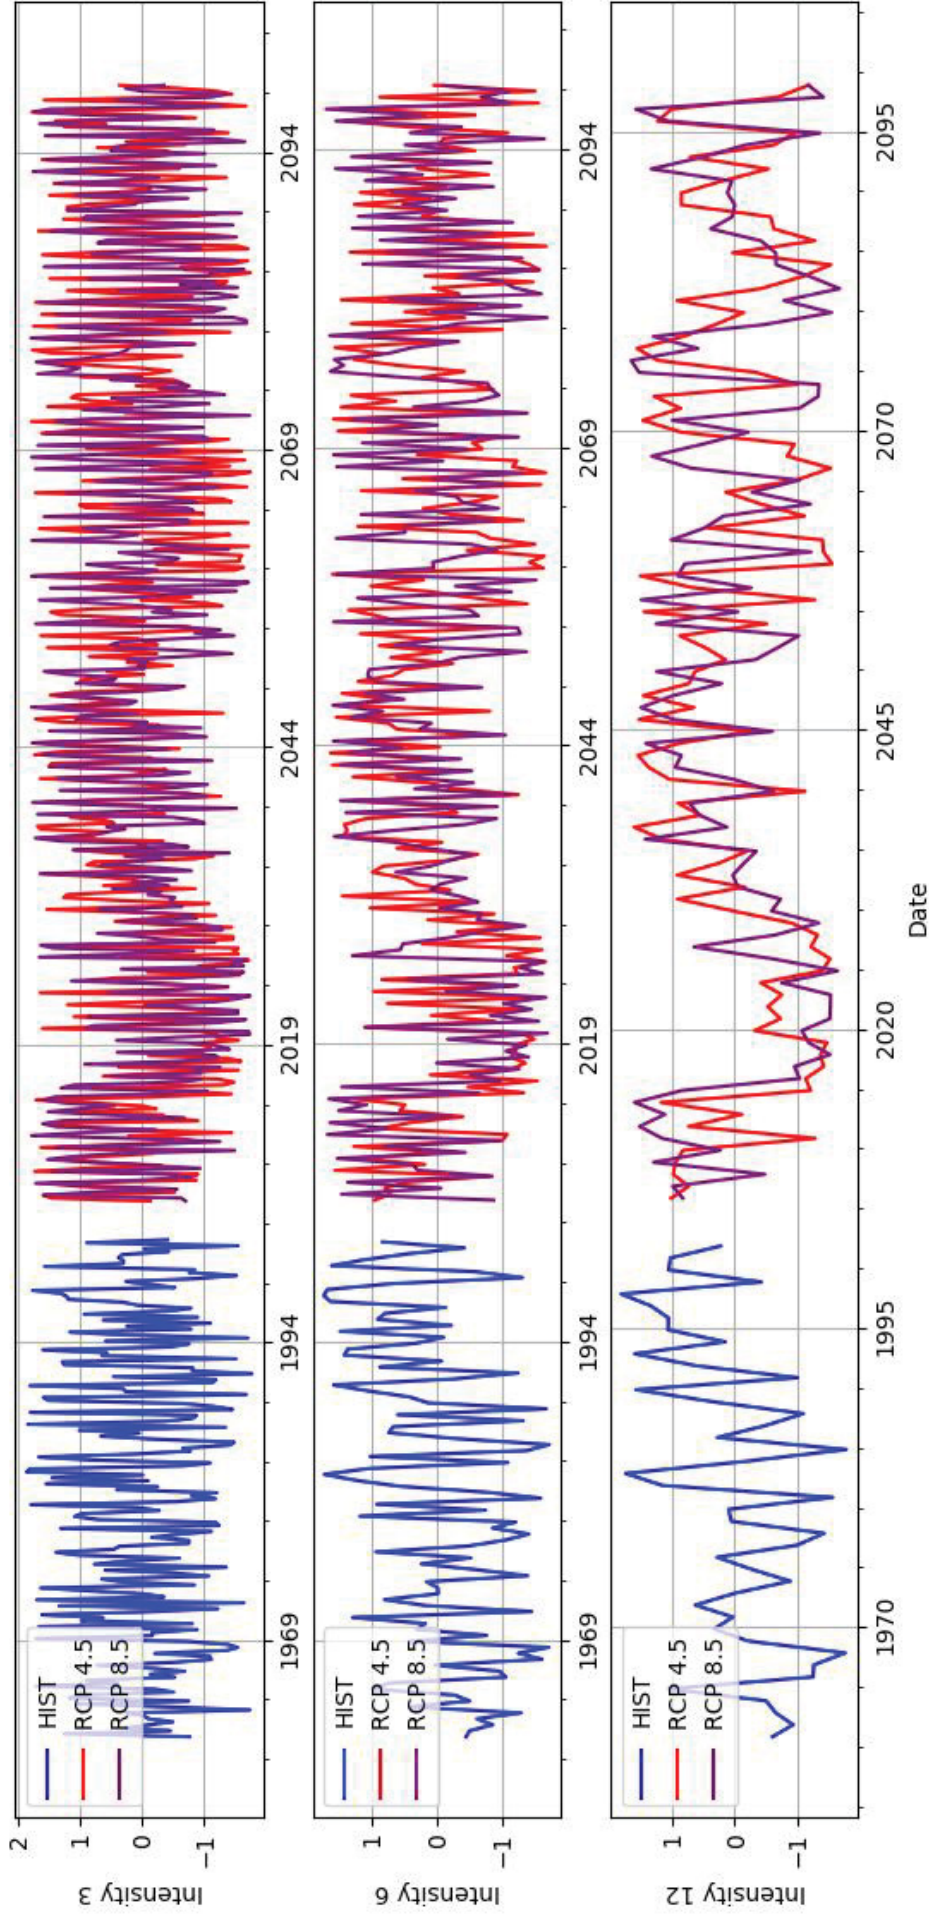 Intensity 3
2
1
0
−1
HIST
RCP 4.5
RCP 8.5
1969
1994
2019
2044
2069
2094
Intensity 6
1
0
−1
HIST
RCP 4.5
RCP 8.5
1969
1994
2019
2044
2069
2094
Intensity 12
1
0
−1
HIST
RCP 4.5
RCP 8.5
1970
1995
2020
2045
2070
2095
Date